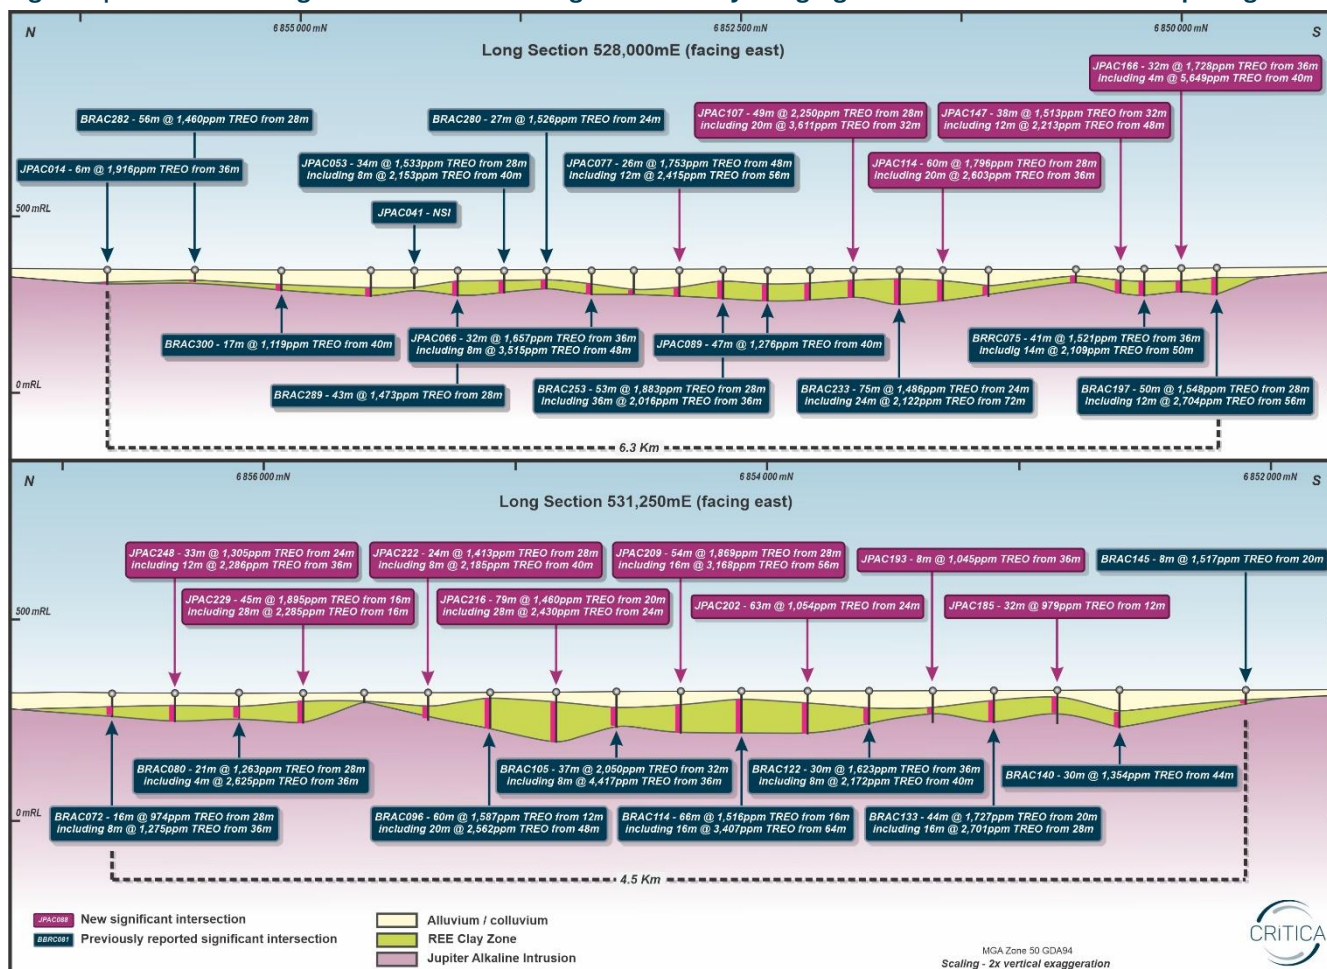 N
6 855 000 mN
6 852 500 mN
6 850 000 mN
S
Long Section 528,000mE (facing east)
JPAC166 - 32m @ 1,728ppm TREO from 36m
including 4m @ 5,649ppm TREO from 40m
BRAC282 - 56m @ 1,460ppm TREO from 28m
BRAC280 - 27m @ 1,526ppm TREO from 24m
JPAC107 - 49m @ 2,250ppm TREO from 28m
including 20m @ 3,611ppm TREO from 32m
JPAC147 - 38m @ 1,513ppm TREO from 32m
including 12m @ 2,213ppm TREO from 48m
JPAC014 - 6m @ 1,916ppm TREO from 36m
JPAC053 - 34m @ 1,533ppm TREO from 28m
including 8m @ 2,153ppm TREO from 40m
JPAC077 - 26m @ 1,753ppm TREO from 48m
including 12m @ 2,415ppm TREO from 56m
JPAC114 - 60m @ 1,796ppm TREO from 28m
including 20m @ 2,603ppm TREO from 36m
500 mRL
JPAC041 - NSI
BRAC300 - 17m @ 1,119ppm TREO from 40m
JPAC066 - 32m @ 1,657ppm TREO from 36m
including 8m @ 3,515ppm TREO from 48m
JPAC089 - 47m @ 1,276ppm TREO from 40m
BRRC075 - 41m @ 1,521ppm TREO from 36m
includig 14m @ 2,109ppm TREO from 50m
0 mRL
BRAC289 - 43m @ 1,473ppm TREO from 28m
BRAC253 - 53m @ 1,883ppm TREO from 28m
including 36m @ 2,016ppm TREO from 36m
BRAC233 - 75m @ 1,486ppm TREO from 24m
including 24m @ 2,122ppm TREO from 72m
BRAC197 - 50m @ 1,548ppm TREO from 28m
including 12m @ 2,704ppm TREO from 56m
6.3 Km
N
6 856 000 mN
6 854 000 mN
6 852 000 mN
S
Long Section 531,250mE (facing east)
JPAC248 - 33m @ 1,305ppm TREO from 24m
including 12m @ 2,286ppm TREO from 36m
JPAC222 - 24m @ 1,413ppm TREO from 28m
including 8m @ 2,185ppm TREO from 40m
JPAC209 - 54m @ 1,869ppm TREO from 28m
including 16m @ 3,168ppm TREO from 56m
JPAC193 - 8m @ 1,045ppm TREO from 36m
BRAC145 - 8m @ 1,517ppm TREO from 20m
JPAC229 - 45m @ 1,895ppm TREO from 16m
including 28m @ 2,285ppm TREO from 16m
JPAC216 - 79m @ 1,460ppm TREO from 20m
including 28m @ 2,430ppm TREO from 24m
JPAC202 - 63m @ 1,054ppm TREO from 24m
JPAC185 - 32m @ 979ppm TREO from 12m
500 mRL
BRAC080 - 21m @ 1,263ppm TREO from 28m
including 4m @ 2,625ppm TREO from 36m
BRAC105 - 37m @ 2,050ppm TREO from 32m
including 8m @ 4,417ppm TREO from 36m
BRAC122 - 30m @ 1,623ppm TREO from 36m
including 8m @ 2,172ppm TREO from 40m
BRAC140 - 30m @ 1,354ppm TREO from 44m
0 mRL
BRAC072 - 16m @ 974ppm TREO from 28m
including 8m @ 1,275ppm TREO from 36m
BRAC096 - 60m @ 1,587ppm TREO from 12m
including 20m @ 2,562ppm TREO from 48m
BRAC114 - 66m @ 1,516ppm TREO from 16m
including 16m @ 3,407ppm TREO from 64m
BRAC133 - 44m @ 1,727ppm TREO from 20m
including 16m @ 2,701ppm TREO from 28m
4.5 Km
JPAC088 New significant intersection
BBRC081 Previously reported significant intersection
Alluvium / colluvium
REE Clay Zone
Jupiter Alkaline Intrusion
MGA Zone 50 GDA94
Scaling - 2x vertical exaggeration
CRITICA